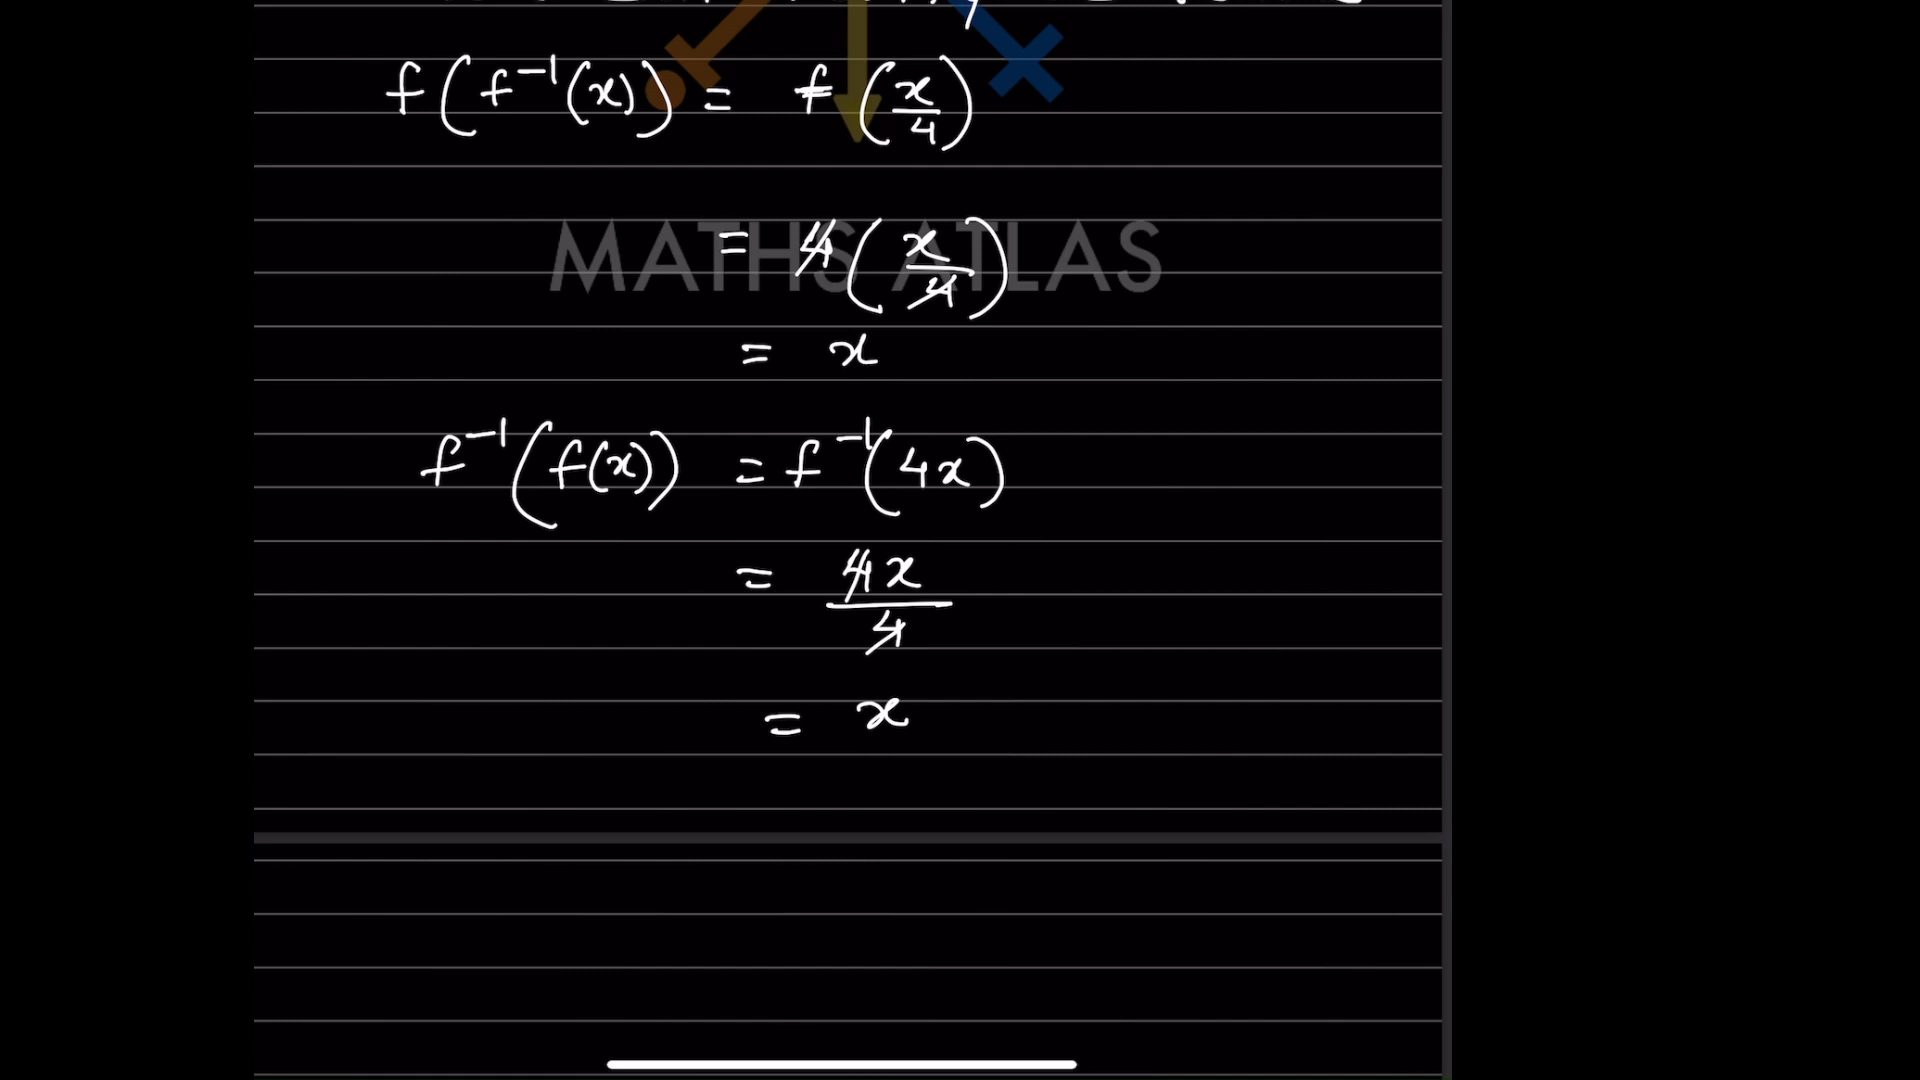 f(f⁻¹(x)) = f(x/4)
= 4(x/4)
MATHS ATLAS
= x
f⁻¹(f(x)) = f⁻¹(4x)
= 4x/4
= x